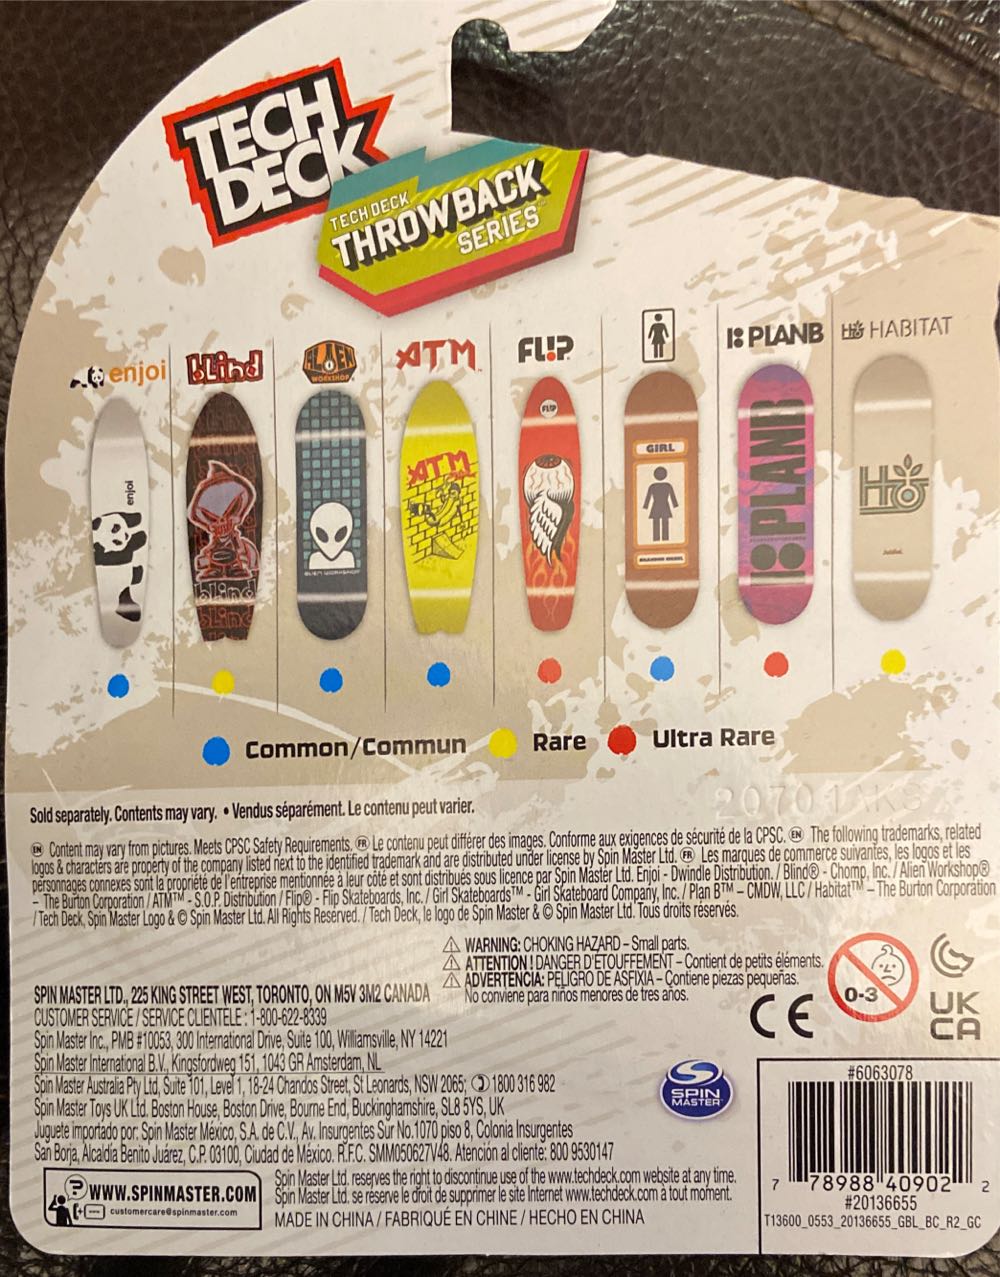 TECH
DECK
TECH DECK
THROWBACK
SERIES™
enjoi
blind
ALIEN
WORKSHOP
ATM
FL!P
PLANB
HABITAT
enjoi
blind
blind
ALIEN WORKSHOP
ATM
FLIP
GIRL
PLANB
Common/Commun
Rare
Ultra Rare
2070 1AKS
Sold separately. Contents may vary. • Vendus séparément. Le contenu peut varier.
EN Content may vary from pictures. Meets CPSC Safety Requirements. FR Le contenu peut différer des images. Conforme aux exigences de sécurité de la CPSC. EN The following trademarks, related
logos & characters are property of the company listed next to the identified trademark and are distributed under license by Spin Master Ltd. FR Les marques de commerce suivantes, les logos et les
personnages connexes sont la propriété de l'entreprise mentionnée à leur côté et sont distribués sous licence par Spin Master Ltd. Enjoi - Dwindle Distribution. / Blind® - Chomp, Inc. / Alien Workshop®
– The Burton Corporation / ATM™ - S.O.P. Distribution / Flip® - Flip Skateboards, Inc. / Girl Skateboards™ - Girl Skateboard Company, Inc. / Plan B™ – CMDW, LLC / Habitat™ – The Burton Corporation
/ Tech Deck, Spin Master Logo & © Spin Master Ltd. All Rights Reserved. / Tech Deck, le logo de Spin Master & © Spin Master Ltd. Tous droits réservés.
WARNING: CHOKING HAZARD – Small parts.
ATTENTION ! DANGER D'ÉTOUFFEMENT – Contient de petits éléments.
ADVERTENCIA: PELIGRO DE ASFIXIA – Contiene piezas pequeñas.
No conviene para niños menores de tres años.
0-3
CE
UK
CA
SPIN MASTER LTD., 225 KING STREET WEST, TORONTO, ON M5V 3M2 CANADA
CUSTOMER SERVICE / SERVICE CLIENTELE : 1-800-622-8339
Spin Master Inc., PMB #10053, 300 International Drive, Suite 100, Williamsville, NY 14221
Spin Master International B.V., Kingsfordweg 151, 1043 GR Amsterdam, NL
Spin Master Australia Pty Ltd, Suite 101, Level 1, 18-24 Chandos Street, St Leonards, NSW 2065; 1800 316 982
Spin Master Toys UK Ltd. Boston House, Boston Drive, Bourne End, Buckinghamshire, SL8 5YS, UK
Juguete importado por: Spin Master México, S.A. de C.V., Av. Insurgentes Sur No.1070 piso 8, Colonia Insurgentes
San Borja, Alcaldía Benito Juárez, C.P. 03100, Ciudad de México. R.F.C. SMM050627V48. Atención al cliente: 800 9530147
SPIN
MASTER
WWW.SPINMASTER.COM
customercare@spinmaster.com
Spin Master Ltd. reserves the right to discontinue use of the www.techdeck.com website at any time.
Spin Master Ltd. se réserve le droit de supprimer le site Internet www.techdeck.com à tout moment.
MADE IN CHINA / FABRIQUÉ EN CHINE / HECHO EN CHINA
#6063078
7 78988 40902 2
#20136655
T13600_0553_20136655_GBL_BC_R2_GC